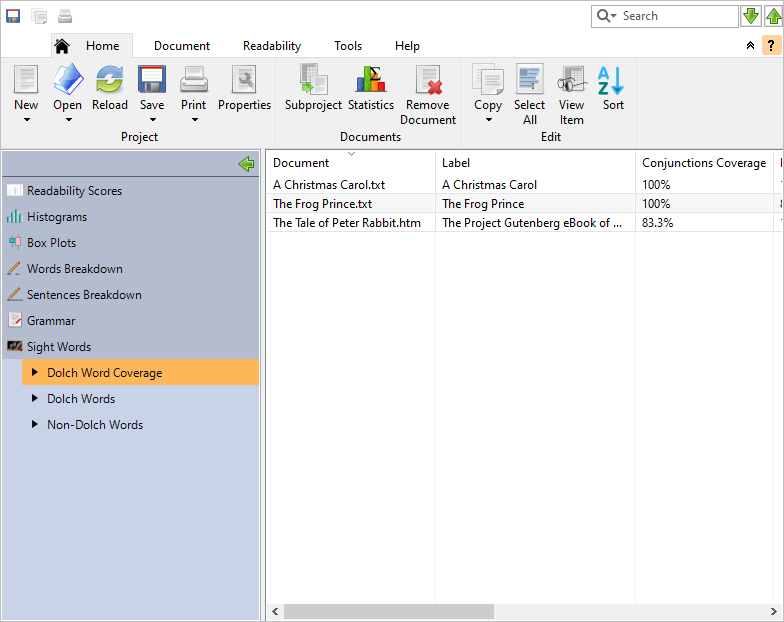 Search
Home Document Readability Tools Help
?
New Open Reload Save Print Properties Subproject Statistics Remove Document Copy Select All View Item Sort
Project Documents Edit
Document Label Conjunctions Coverage
A Christmas Carol.txt A Christmas Carol 100%
The Frog Prince.txt The Frog Prince 100%
The Tale of Peter Rabbit.htm The Project Gutenberg eBook of ... 83.3%
Readability Scores
Histograms
Box Plots
Words Breakdown
Sentences Breakdown
Grammar
Sight Words
Dolch Word Coverage
Dolch Words
Non-Dolch Words